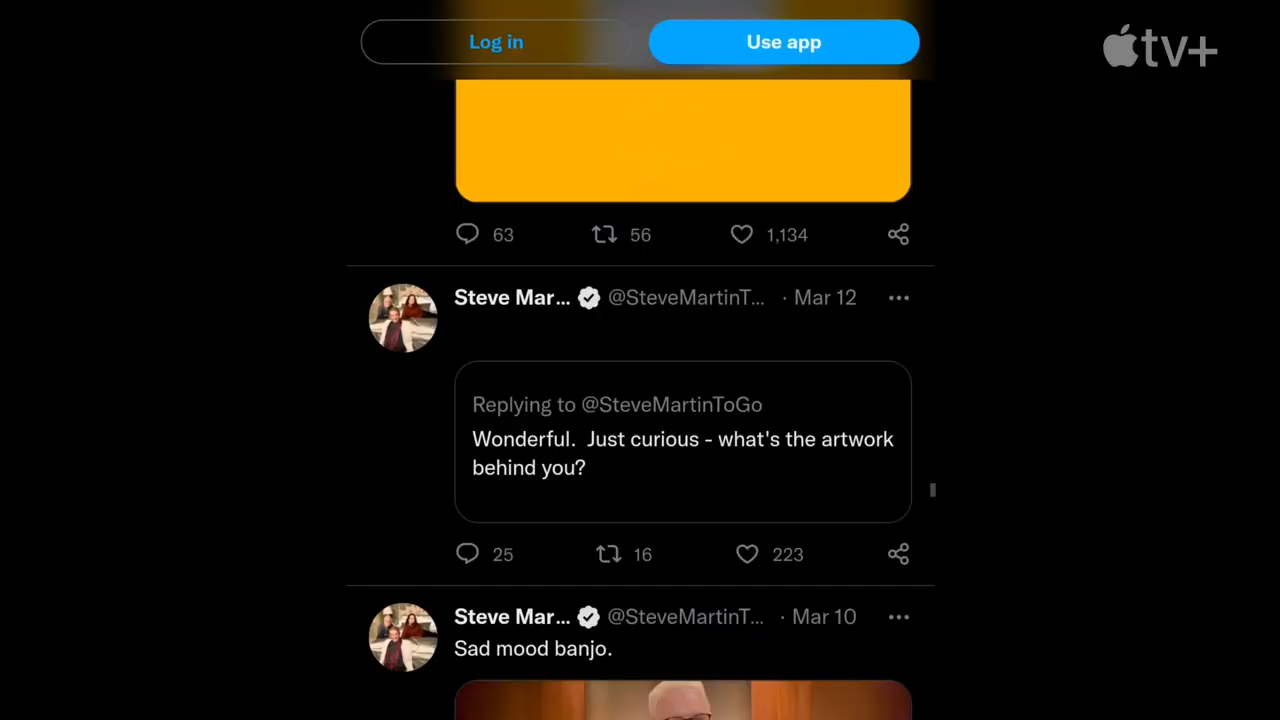 Log in
Use app
tv+
63 56 1,134
Steve Mar... @SteveMartinT... · Mar 12
Replying to @SteveMartinToGo
Wonderful. Just curious - what's the artwork
behind you?
25 16 223
Steve Mar... @SteveMartinT... · Mar 10
Sad mood banjo.